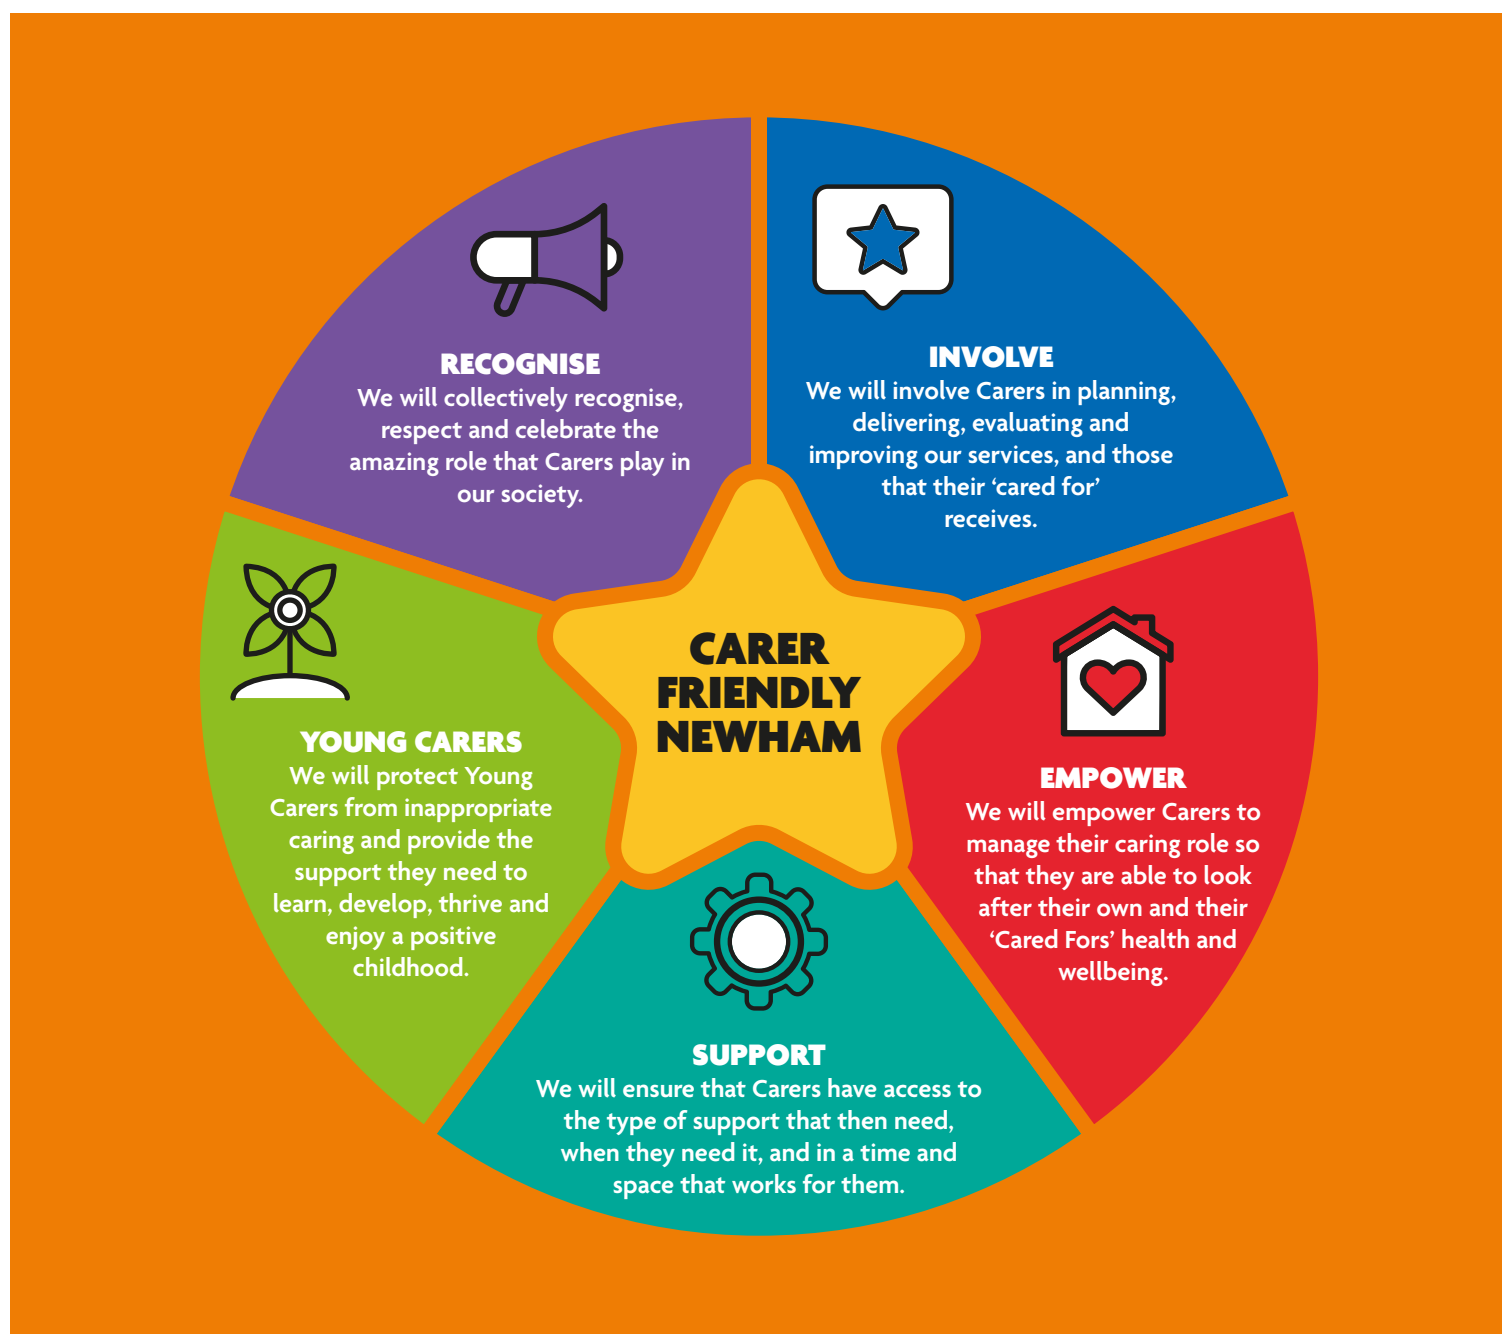 RECOGNISE
We will collectively recognise,
respect and celebrate the
amazing role that Carers play in
our society.
INVOLVE
We will involve Carers in planning,
delivering, evaluating and
improving our services, and those
that their ‘cared for’
receives.
YOUNG CARERS
We will protect Young
Carers from inappropriate
caring and provide the
support they need to
learn, develop, thrive and
enjoy a positive
childhood.
CARER
FRIENDLY
NEWHAM
EMPOWER
We will empower Carers to
manage their caring role so
that they are able to look
after their own and their
‘Cared Fors’ health and
wellbeing.
SUPPORT
We will ensure that Carers have access to
the type of support that then need,
when they need it, and in a time and
space that works for them.